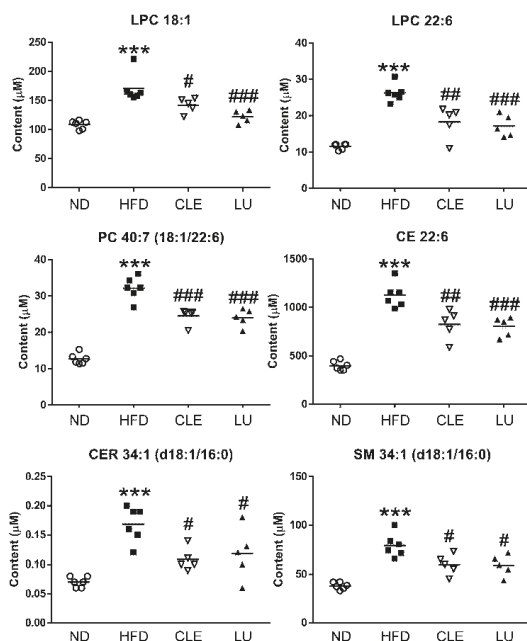 LPC 18:1
Content (µM)
250
200
150
100
50
0
***
#
###
ND HFD CLE LU
LPC 22:6
Content (µM)
40
30
20
10
0
***
##
###
ND HFD CLE LU
PC 40:7 (18:1/22:6)
Content (µM)
40
30
20
10
0
***
###
###
ND HFD CLE LU
CE 22:6
Content (µM)
1500
1000
500
0
***
##
###
ND HFD CLE LU
CER 34:1 (d18:1/16:0)
Content (µM)
0.25
0.20
0.15
0.10
0.05
0.00
***
#
#
ND HFD CLE LU
SM 34:1 (d18:1/16:0)
Content (µM)
150
100
50
0
***
#
#
ND HFD CLE LU